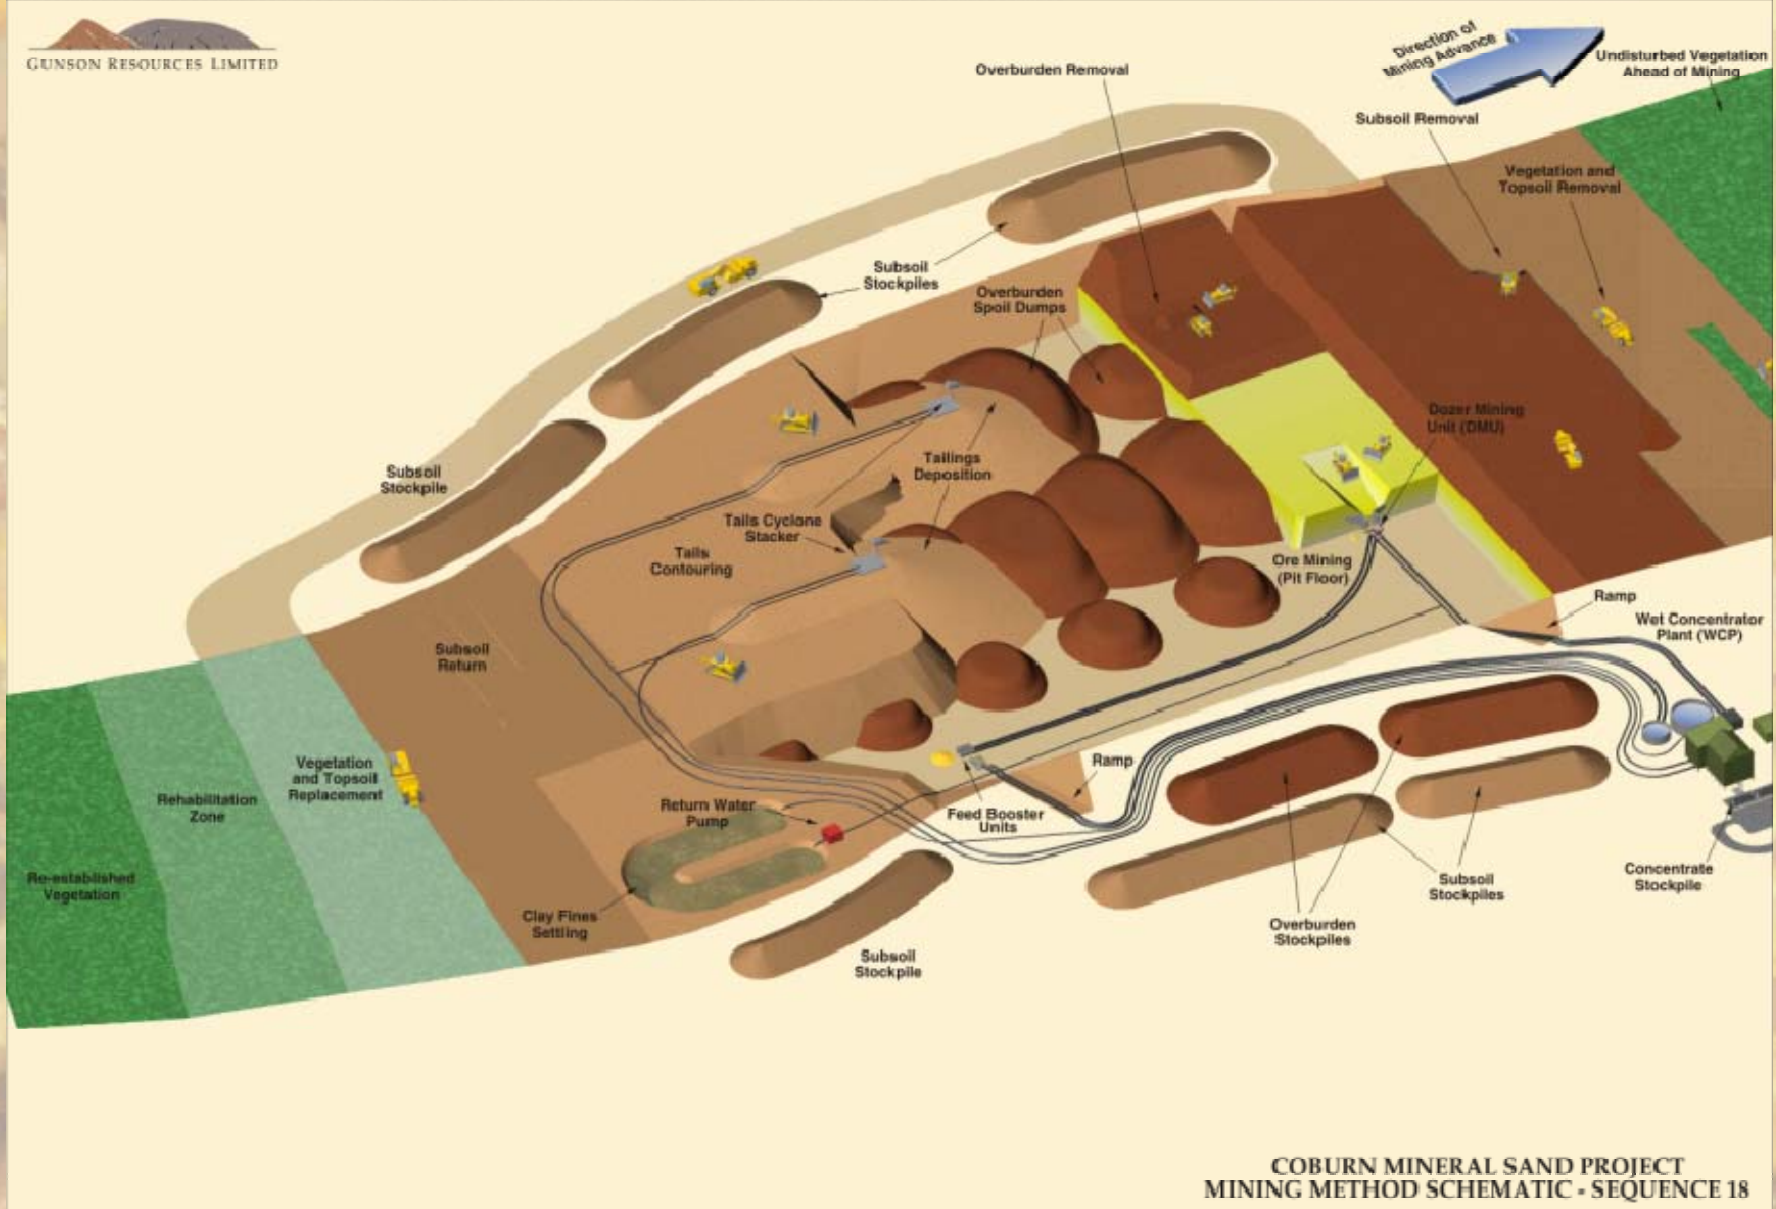 GUNSON RESOURCES LIMITED
Direction of
Mining Advance
Undisturbed Vegetation
Ahead of Mining
Overburden Removal
Subsoil Removal
Vegetation and
Topsoil Removal
Subsoil
Stockpiles
Overburden
Spoil Dumps
Dozer Mining
Unit (DMU)
Subsoil
Stockpile
Tailings
Deposition
Tails Cyclone
Stacker
Tails
Contouring
Ore Mining
(Pit Floor)
Ramp
Wet Concentrator
Plant (WCP)
Subsoil
Return
Vegetation
and Topsoil
Replacement
Rehabilitation
Zone
Return Water
Pump
Ramp
Feed Booster
Units
Re-established
Vegetation
Clay Fines
Settling
Subsoil
Stockpiles
Concentrate
Stockpile
Overburden
Stockpiles
Subsoil
Stockpile
COBURN MINERAL SAND PROJECT
MINING METHOD SCHEMATIC - SEQUENCE 18